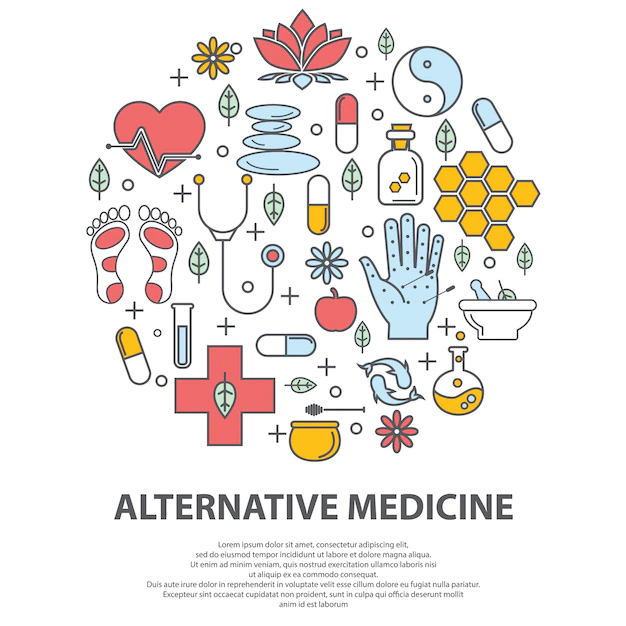 ALTERNATIVE MEDICINE
Lorem ipsum dolor sit amet, consectetur adipiscing elit,
sed do eiusmod tempor incididunt ut labore et dolore magna aliqua.
Ut enim ad minim veniam, quis nostrud exercitation ullamco laboris nisi
ut aliquip ex ea commodo consequat.
Duis aute irure dolor in reprehenderit in voluptate velit esse cillum dolore eu fugiat nulla pariatur.
Excepteur sint occaecat cupidatat non proident, sunt in culpa qui officia deserunt mollit
anim id est laborum